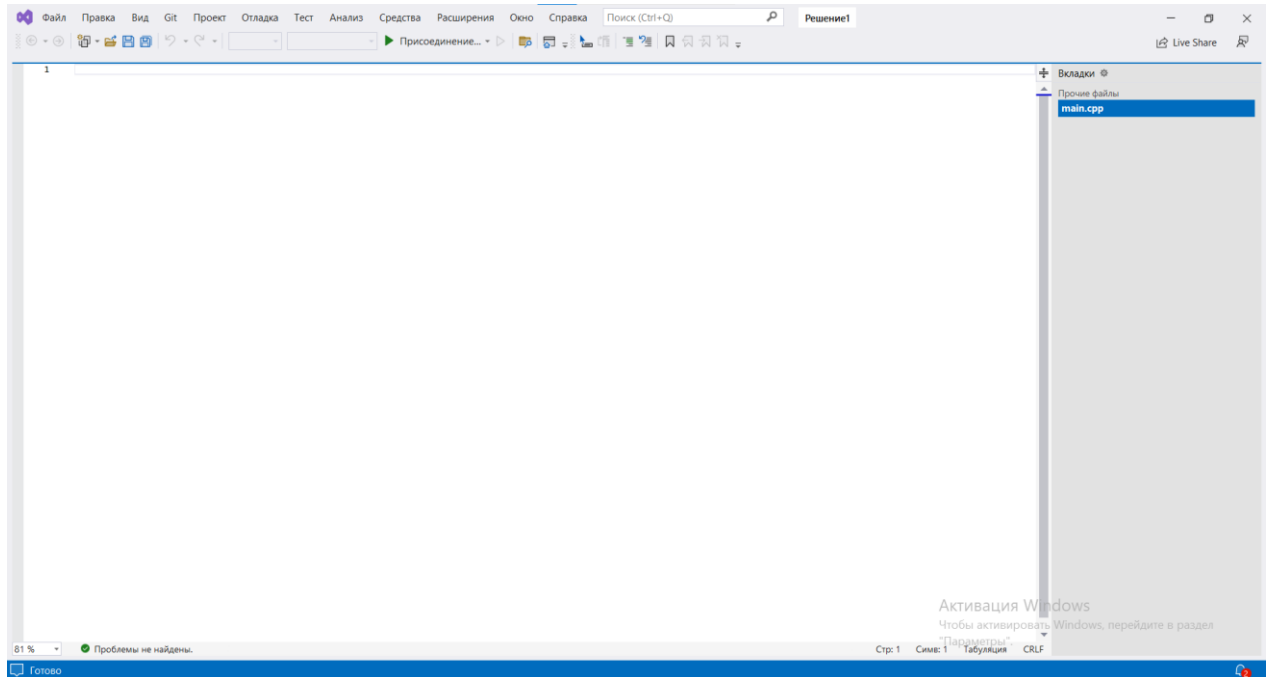 Файл Правка Вид Git Проект Отладка Тест Анализ Средства Расширения Окно Справка Поиск (Ctrl+Q) Решение1
Присоединение... Live Share
1
Вкладки
Прочие файлы
main.cpp
Активация Windows
Чтобы активировать Windows, перейдите в раздел
"Параметры".
81 % Проблемы не найдены. Стр: 1 Симв: 1 Табуляция CRLF
Готово 2